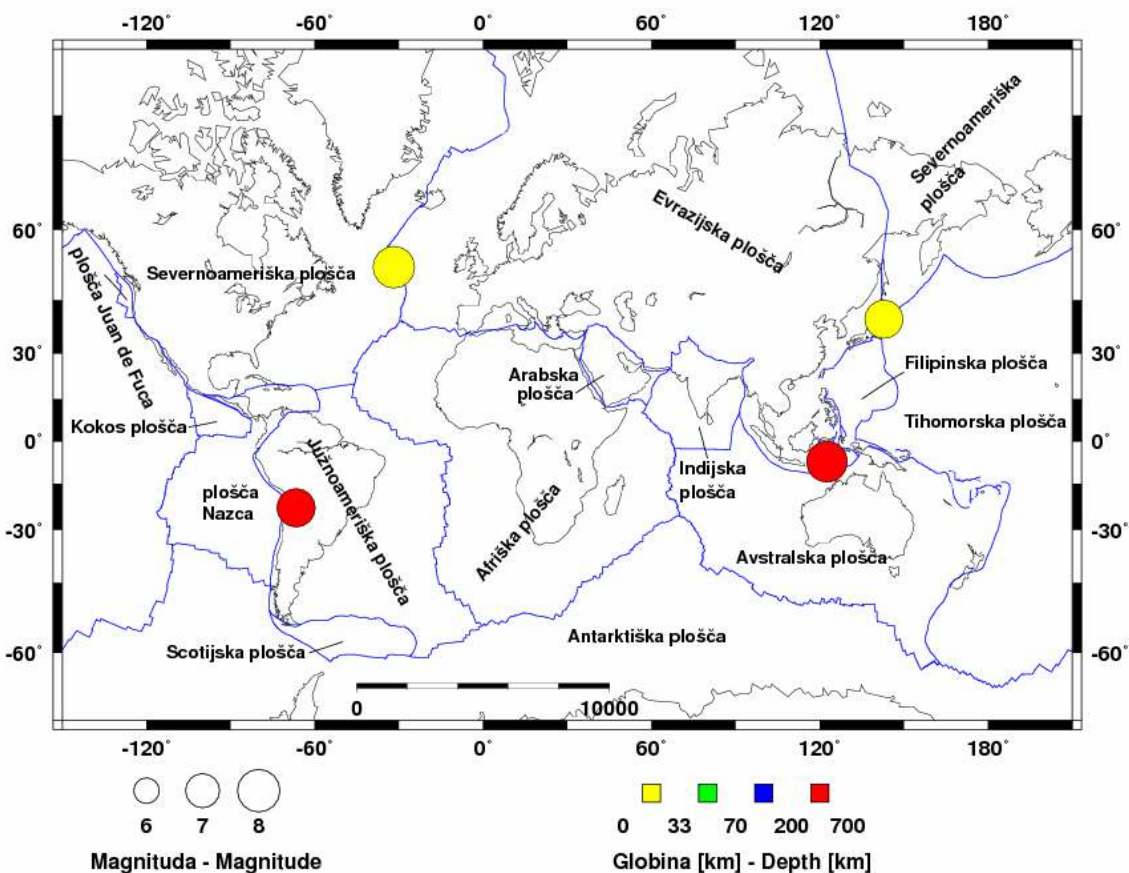 -120° -60° 0° 60° 120° 180°
60° 60°
30° 30°
0° 0°
-30° -30°
-60° -60°
Severnoameriška
plošča
Evrazijska plošča
Severnoameriška plošča
plošča Juan de Fuca
Arabska
plošča
Filipinska plošča
Kokos plošča
Tihomorska plošča
Indijska
plošča
plošča
Nazca
Južnoameriška plošča
Afriška plošča
Avstralska plošča
Scotijska plošča
Antarktiška plošča
0 10000
-120° -60° 0° 60° 120° 180°
6 7 8
Magnituda - Magnitude
0 33 70 200 700
Globina [km] - Depth [km]